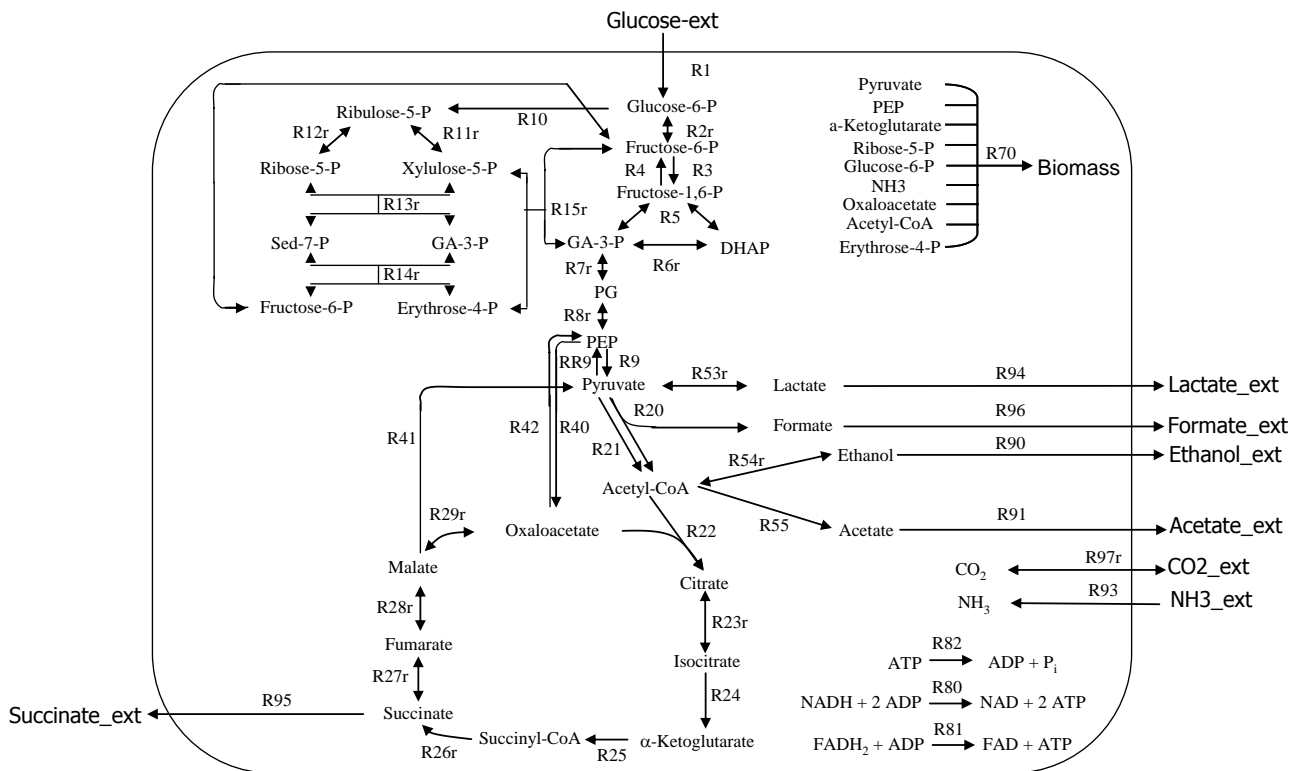 Glucose-ext
R1
Glucose-6-P
R2r
Fructose-6-P
R4
R3
Fructose-1,6-P
R5
GA-3-P
R6r
DHAP
R7r
PG
R8r
PEP
RR9
R9
Pyruvate
R10
Ribulose-5-P
R12r
R11r
Ribose-5-P
Xylulose-5-P
R13r
R15r
Sed-7-P
GA-3-P
R14r
Fructose-6-P
Erythrose-4-P
Pyruvate
PEP
a-Ketoglutarate
Ribose-5-P
Glucose-6-P
NH3
Oxaloacetate
Acetyl-CoA
Erythrose-4-P
R70
Biomass
R53r
Lactate
R94
Lactate_ext
R20
Formate
R96
Formate_ext
R41
R42
R40
R21
R54r
Ethanol
R90
Ethanol_ext
Acetyl-CoA
R55
Acetate
R91
Acetate_ext
R29r
Oxaloacetate
R22
Malate
Citrate
CO2
R97r
CO2_ext
NH3
R93
NH3_ext
R28r
R23r
Fumarate
Isocitrate
R27r
R24
ATP
R82
ADP + Pi
NADH + 2 ADP
R80
NAD + 2 ATP
FADH2 + ADP
R81
FAD + ATP
Succinate_ext
R95
Succinate
R26r
Succinyl-CoA
R25
α-Ketoglutarate